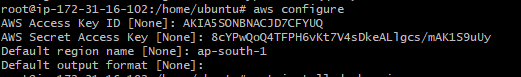 root@ip-172-31-16-102:/home/ubuntu# aws configure
AWS Access Key ID [None]: AKIA5SONBNACJD7CFYUQ
AWS Secret Access Key [None]: 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
Default region name [None]: ap-south-1
Default output format [None]: